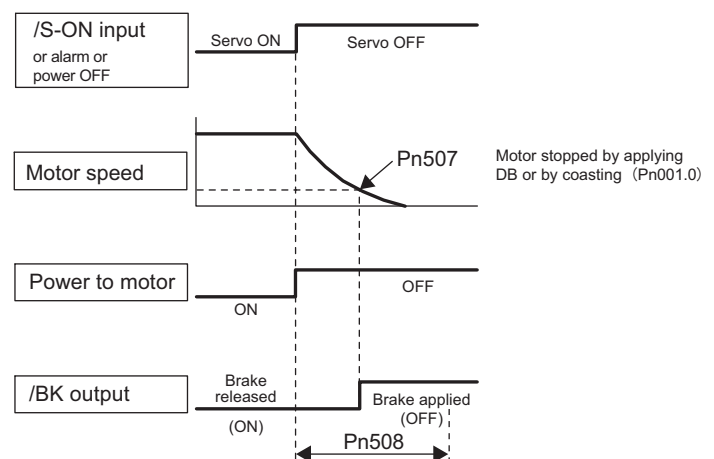 /S-ON input
or alarm or
power OFF
Servo ON
Servo OFF
Motor speed
Pn507
Motor stopped by applying
DB or by coasting (Pn001.0)
Power to motor
ON
OFF
/BK output
Brake
released
(ON)
Brake applied
(OFF)
Pn508